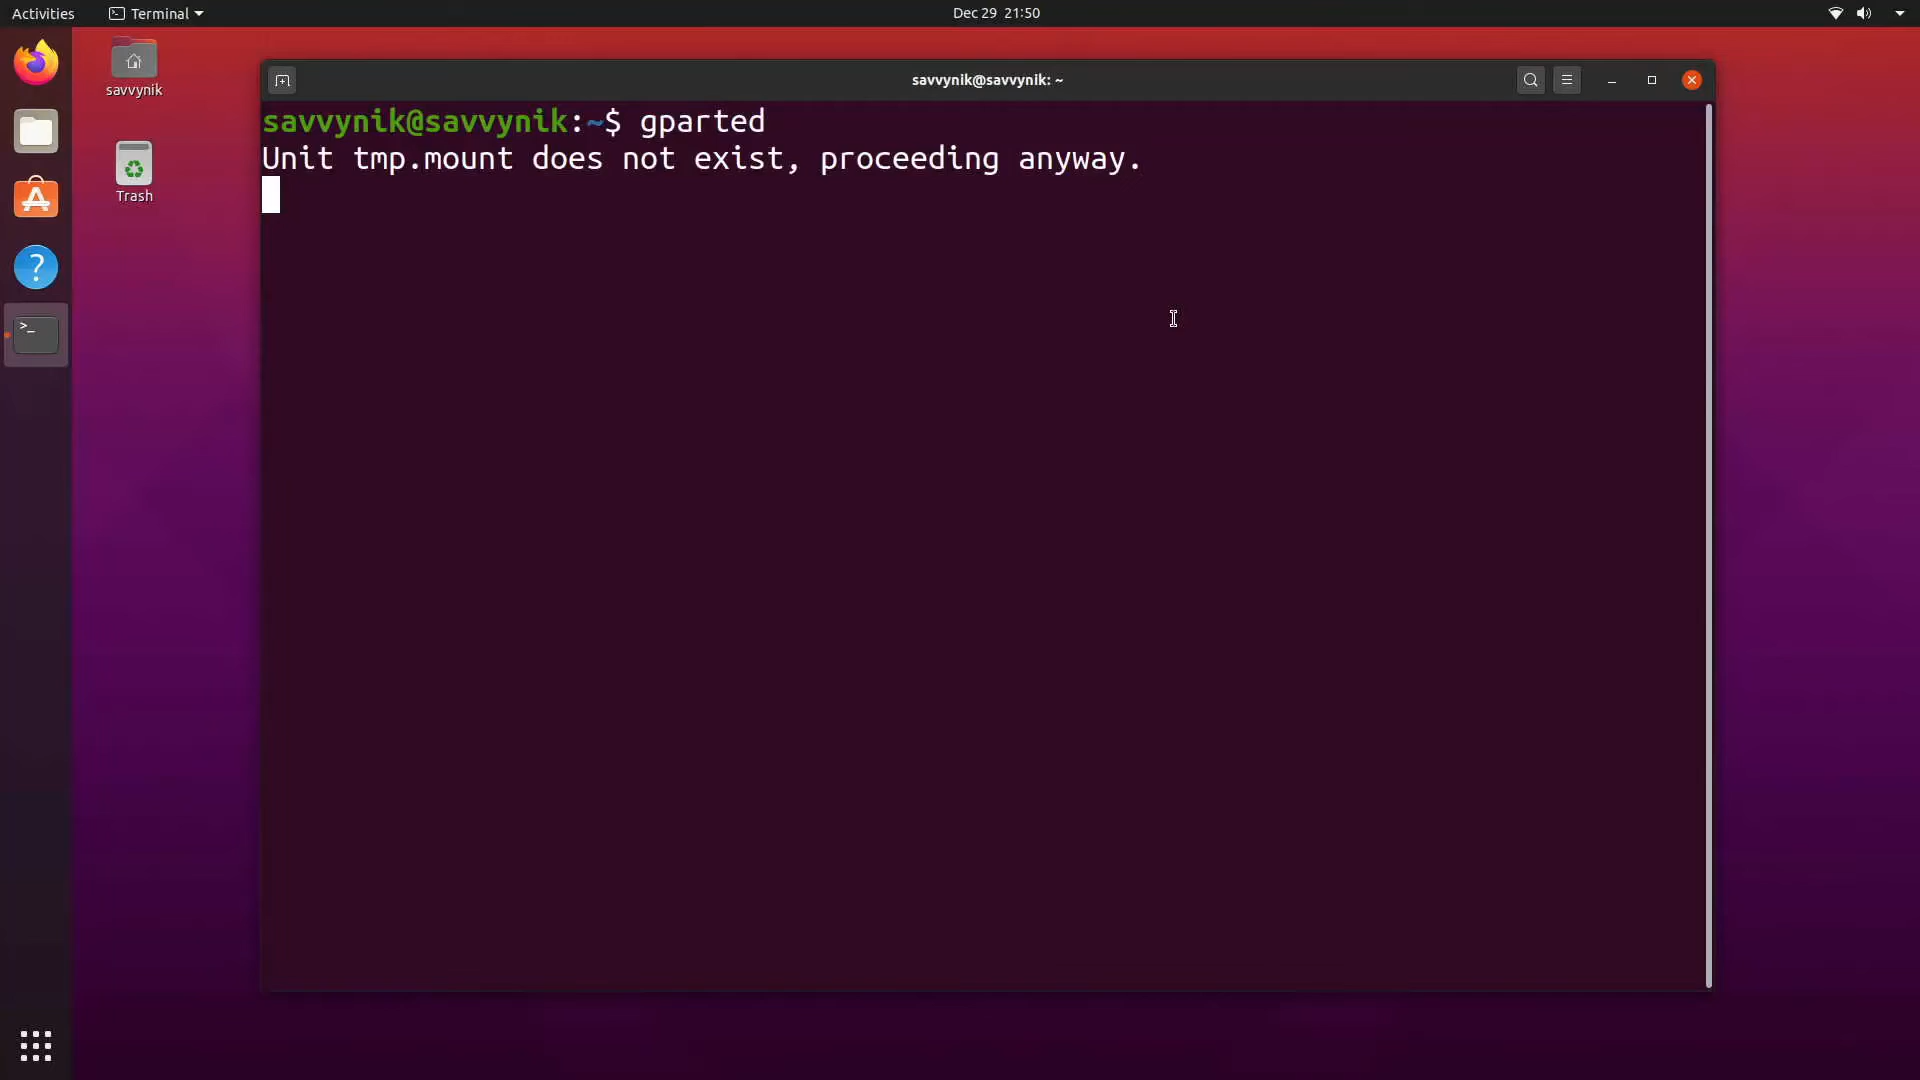 Activities
Terminal
Dec 29 21:50
savvynik
Trash
savvynik@savvynik: ~
savvynik@savvynik:~$ gparted
Unit tmp.mount does not exist, proceeding anyway.
?
>_